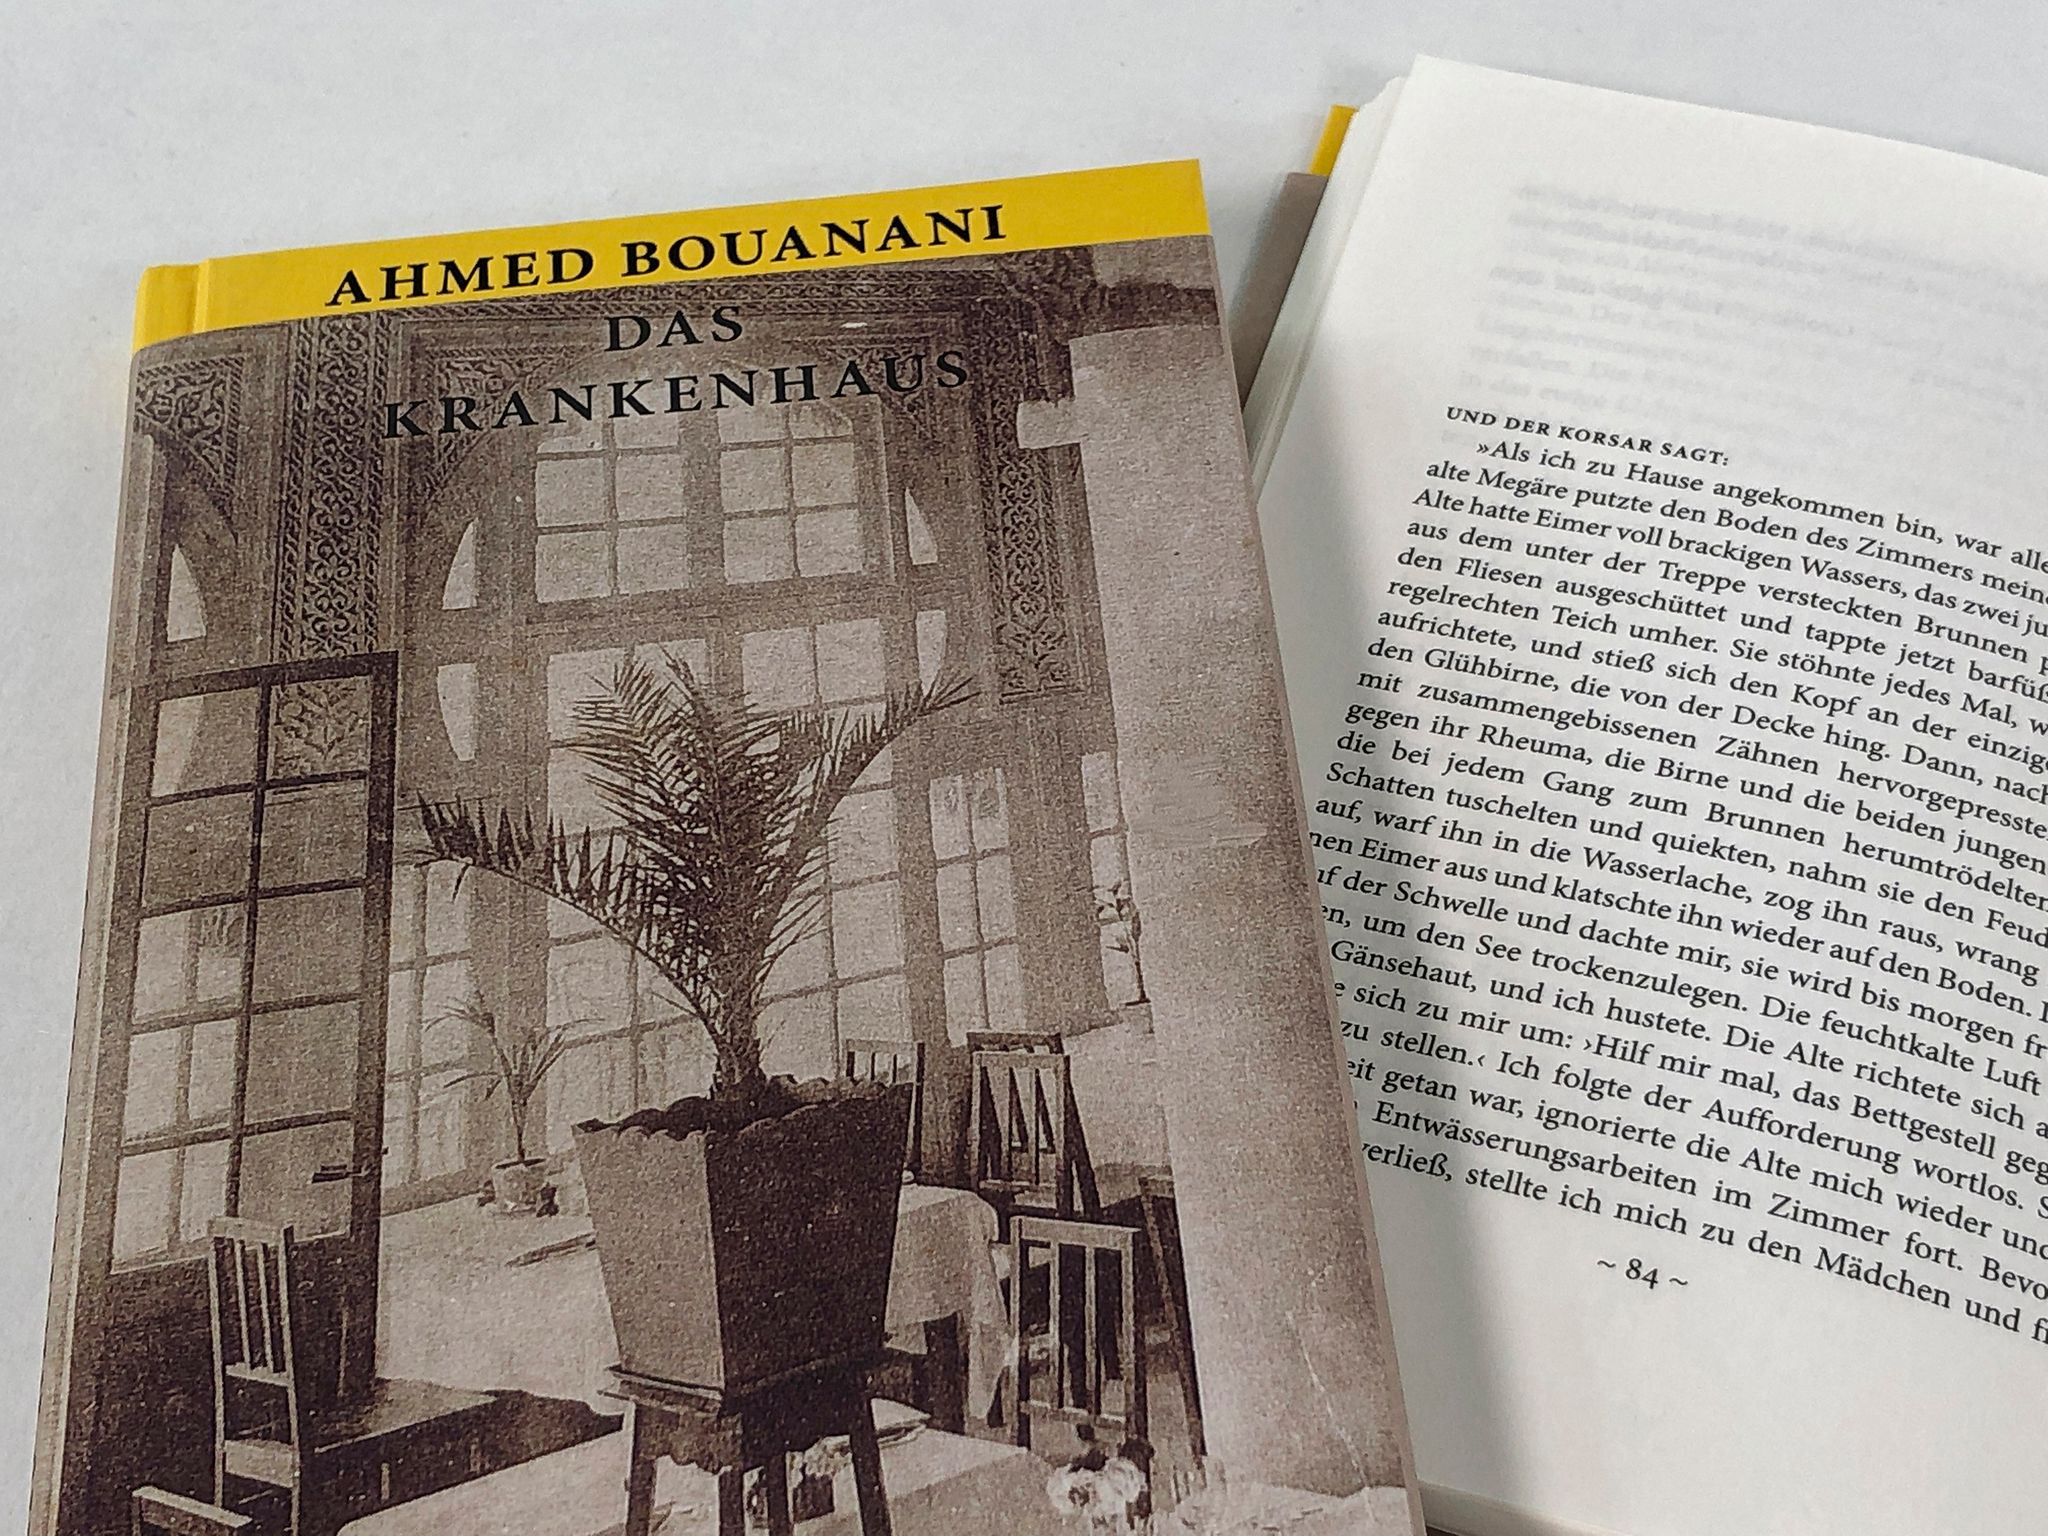 AHMED BOUANANI
DAS
KRANKENHAUS
UND DER KORSAR SAGT:
»Als ich zu Hause angekommen bin, war alle
alte Megäre putzte den Boden des Zimmers meine
Alte hatte Eimer voll brackigen Wassers, das zwei ju
aus dem unter der Treppe versteckten Brunnen p
den Fliesen ausgeschüttet und tappte jetzt barfüß
regelrechten Teich umher. Sie stöhnte jedes Mal, w
aufrichtete, und stieß sich den Kopf an der einzige
den Glühbirne, die von der Decke hing. Dann, nach
mit zusammengebissenen Zähnen hervorgepresste
gegen ihr Rheuma, die Birne und die beiden jungen
die bei jedem Gang zum Brunnen herumtrödelten
Schatten tuschelten und quiekten, nahm sie den Feud
auf, warf ihn in die Wasserlache, zog ihn raus, wrang
nen Eimer aus und klatschte ihn wieder auf den Boden.
uf der Schwelle und dachte mir, sie wird bis morgen fr
en, um den See trockenzulegen. Die feuchtkalte Luft
Gänsehaut, und ich hustete. Die Alte richtete sich a
e sich zu mir um: ›Hilf mir mal, das Bettgestell geg
zu stellen.‹ Ich folgte der Aufforderung wortlos. S
eit getan war, ignorierte die Alte mich wieder und
Entwässerungsarbeiten im Zimmer fort. Bevo
verließ, stellte ich mich zu den Mädchen und fi
~ 84 ~